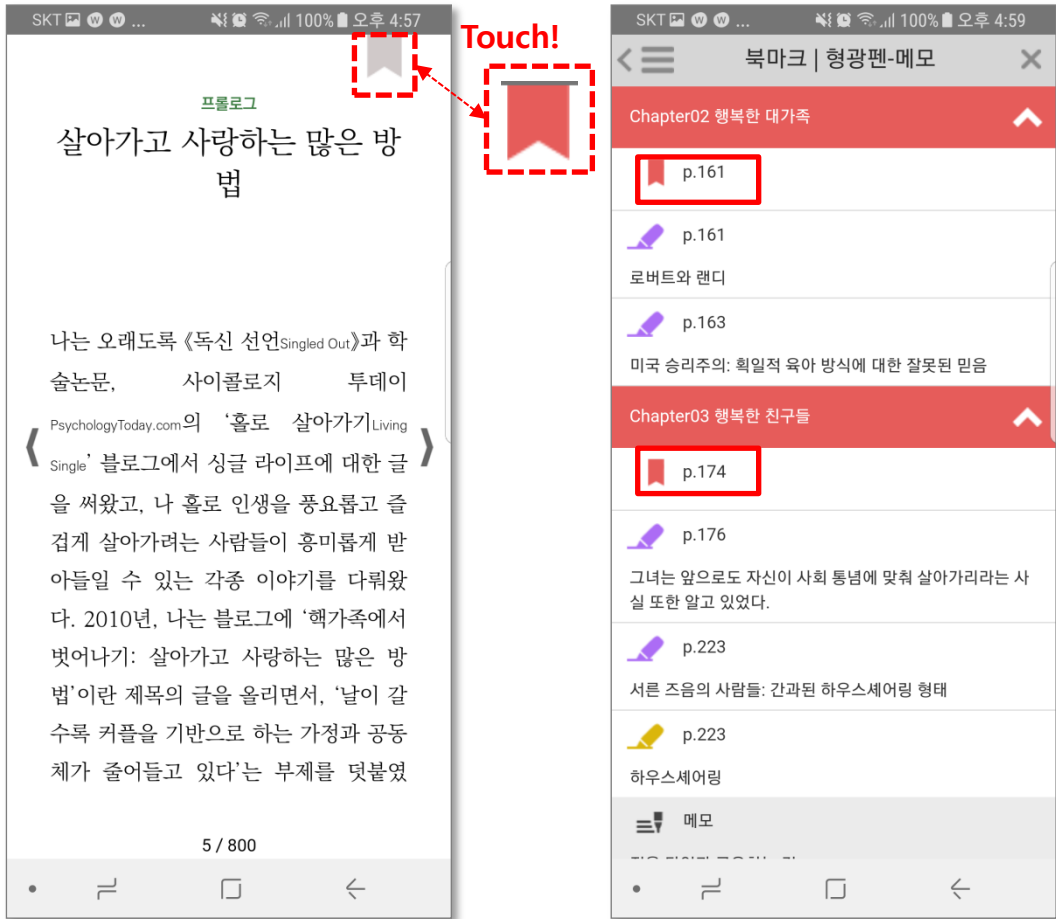 SKT ... 100% 오후 4:57
프롤로그
살아가고 사랑하는 많은 방
법
나는 오래도록 《독신 선언Singled Out》과 학
술논문, 사이콜로지 투데이
PsychologyToday.com의 ‘홀로 살아가기Living
Single’ 블로그에서 싱글 라이프에 대한 글
을 써왔고, 나 홀로 인생을 풍요롭고 즐
겁게 살아가려는 사람들이 흥미롭게 받
아들일 수 있는 각종 이야기를 다뤄왔
다. 2010년, 나는 블로그에 ‘핵가족에서
벗어나기: 살아가고 사랑하는 많은 방
법’이란 제목의 글을 올리면서, ‘날이 갈
수록 커플을 기반으로 하는 가정과 공동
체가 줄어들고 있다’는 부제를 덧붙였
5 / 800
Touch!
SKT ... 100% 오후 4:59
북마크 | 형광펜-메모
Chapter02 행복한 대가족
p.161
p.161
로버트와 랜디
p.163
미국 승리주의: 획일적 육아 방식에 대한 잘못된 믿음
Chapter03 행복한 친구들
p.174
p.176
그녀는 앞으로도 자신이 사회 통념에 맞춰 살아가리라는 사
실 또한 알고 있었다.
p.223
서른 즈음의 사람들: 간과된 하우스셰어링 형태
p.223
하우스셰어링
메모